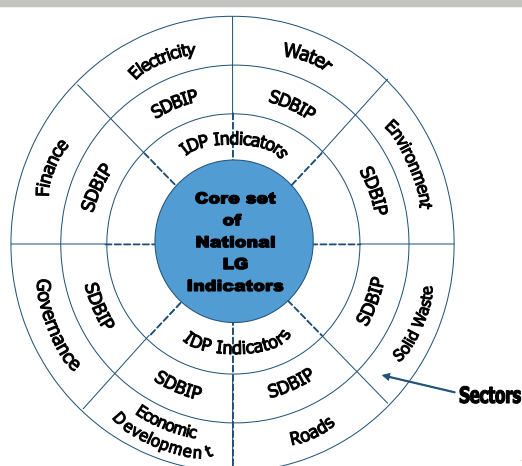 Electricity
Water
Environment
Solid Waste
Roads
Economic
Development
Governance
Finance
SDBIP
SDBIP
SDBIP
SDBIP
SDBIP
SDBIP
SDBIP
SDBIP
IDP Indicators
Core set
of
National
LG
Indicators
IDP Indicators
Sectors